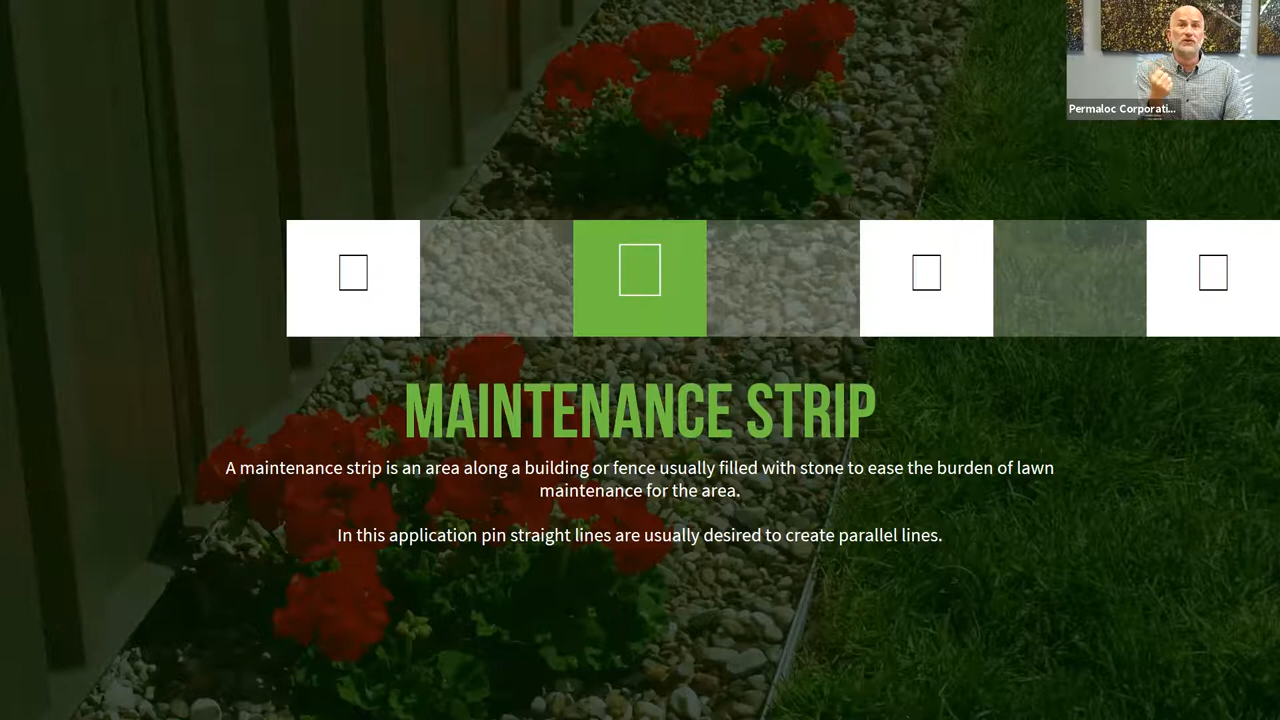 Permaloc Corporati...
MAINTENANCE STRIP
A maintenance strip is an area along a building or fence usually filled with stone to ease the burden of lawn
maintenance for the area.
In this application pin straight lines are usually desired to create parallel lines.